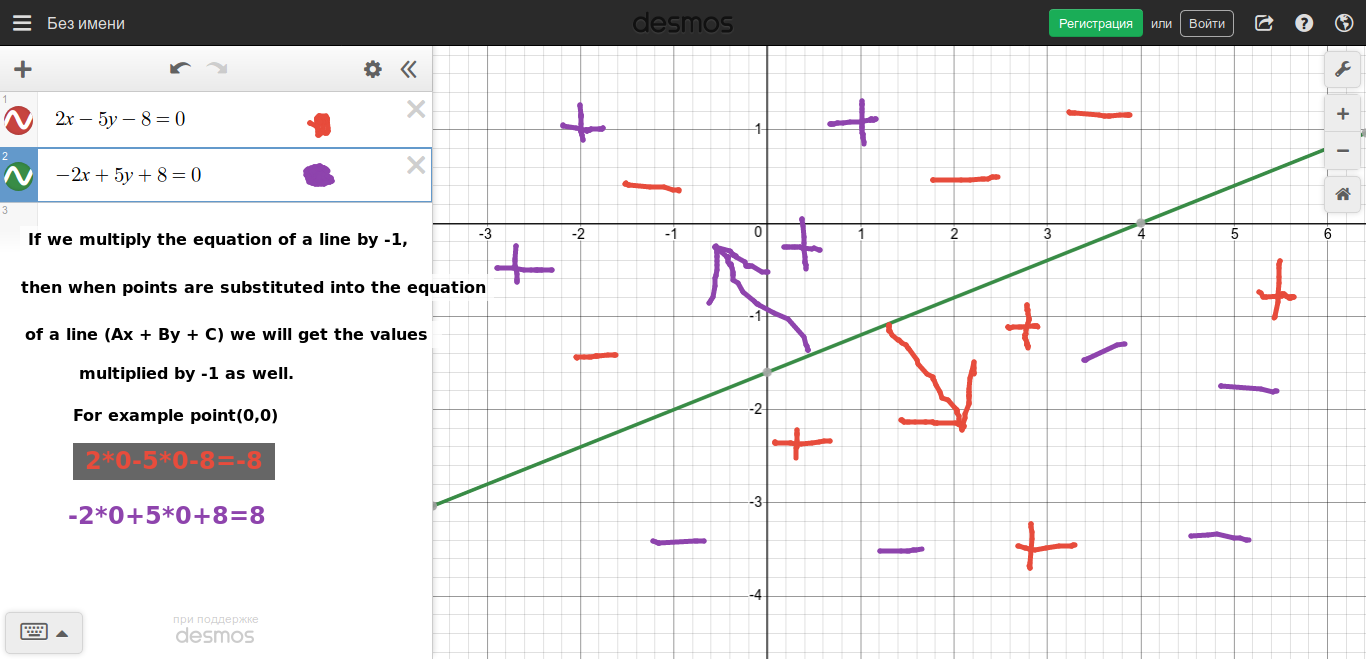 Без имени
desmos
Регистрация или Войти
1
2x − 5y − 8 = 0
2
−2x + 5y + 8 = 0
3
If we multiply the equation of a line by -1,
then when points are substituted into the equation
of a line (Ax + By + C) we will get the values
multiplied by -1 as well.
For example point(0,0)
2*0-5*0-8=-8
-2*0+5*0+8=8
при поддержке
desmos
1
-3 -2 -1 0 1 2 3 4 5 6
-1
-2
-3
-4